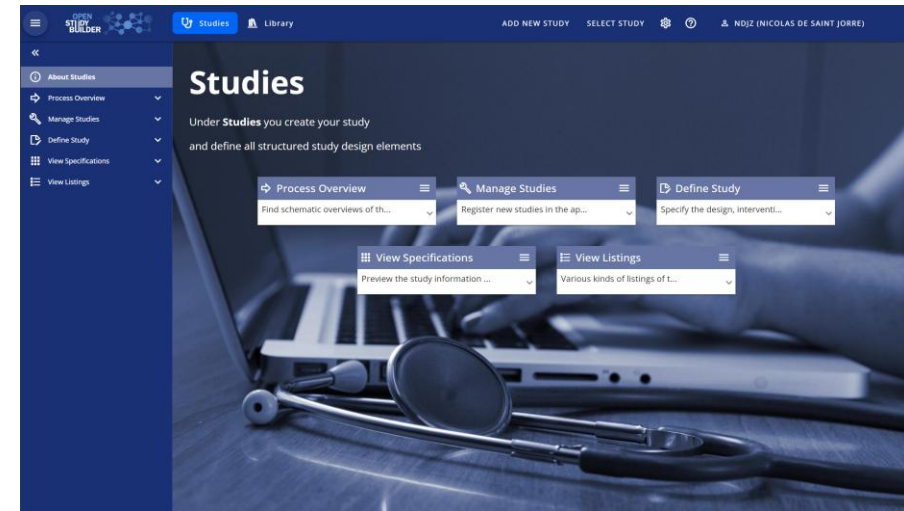 OPEN
STUDY
BUILDER
Studies
Library
ADD NEW STUDY
SELECT STUDY
NDJZ (NICOLAS DE SAINT JORRE)
About Studies
Process Overview
Manage Studies
Define Study
View Specifications
View Listings
Studies
Under Studies you create your study
and define all structured study design elements
Process Overview
Find schematic overviews of th...
Manage Studies
Register new studies in the ap...
Define Study
Specify the design, interventi...
View Specifications
Preview the study information ...
View Listings
Various kinds of listings of t...